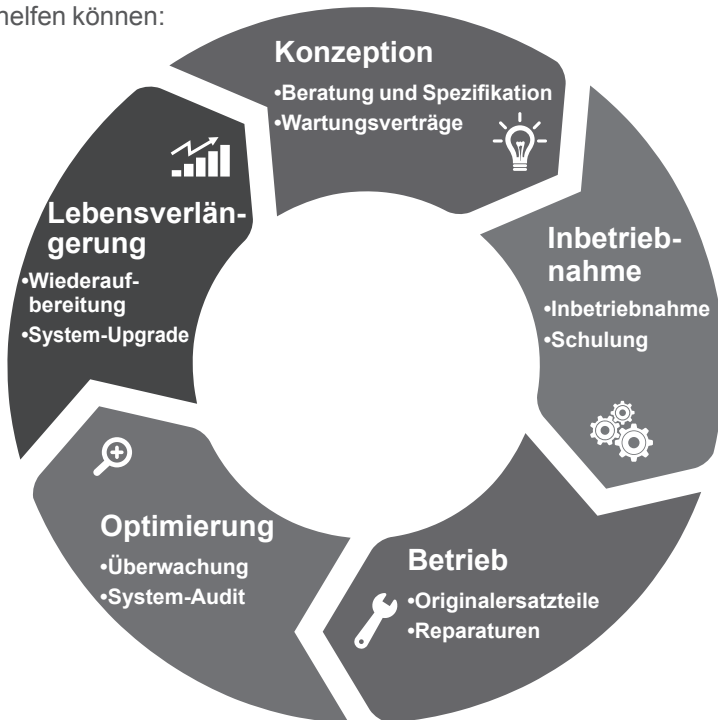 helfen können:
Konzeption
•Beratung und Spezifikation
•Wartungsverträge
Inbetrieb-
nahme
•Inbetriebnahme
•Schulung
Betrieb
•Originalersatzteile
•Reparaturen
Optimierung
•Überwachung
•System-Audit
Lebensverlän-
gerung
•Wiederauf-
bereitung
•System-Upgrade